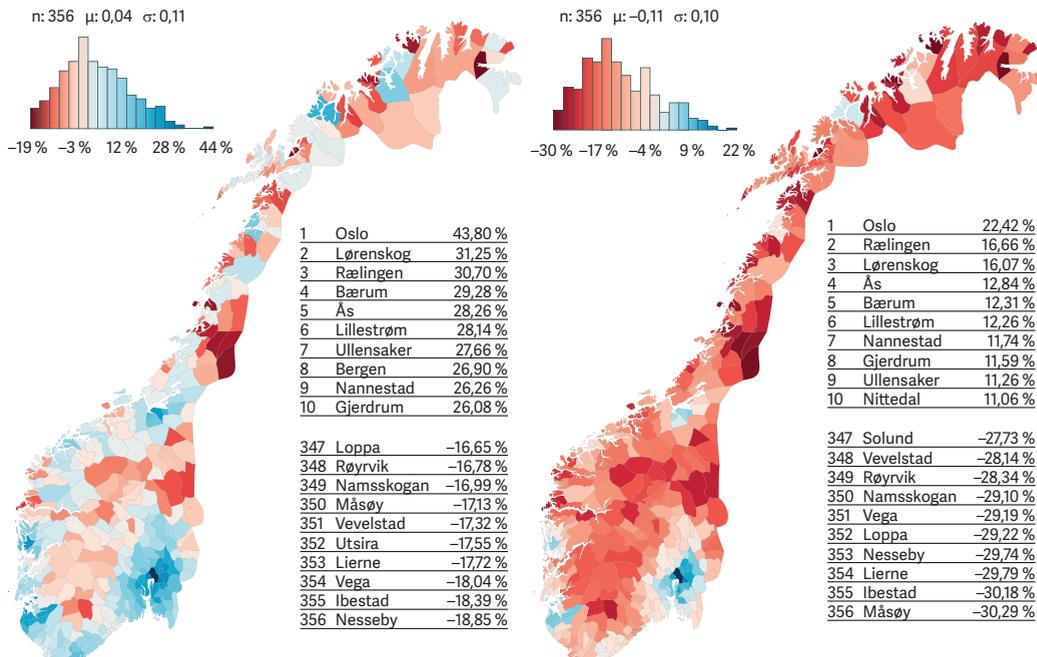 n: 356 μ: 0,04 σ: 0,11
–19 % –3 % 12 % 28 % 44 %
1 Oslo 43,80 %
2 Lørenskog 31,25 %
3 Rælingen 30,70 %
4 Bærum 29,28 %
5 Ås 28,26 %
6 Lillestrøm 28,14 %
7 Ullensaker 27,66 %
8 Bergen 26,90 %
9 Nannestad 26,26 %
10 Gjerdrum 26,08 %
347 Loppa –16,65 %
348 Røyrvik –16,78 %
349 Namsskogan –16,99 %
350 Måsøy –17,13 %
351 Vevelstad –17,32 %
352 Utsira –17,55 %
353 Lierne –17,72 %
354 Vega –18,04 %
355 Ibestad –18,39 %
356 Nesseby –18,85 %
n: 356 μ: –0,11 σ: 0,10
–30 % –17 % –4 % 9 % 22 %
1 Oslo 22,42 %
2 Rælingen 16,66 %
3 Lørenskog 16,07 %
4 Ås 12,84 %
5 Bærum 12,31 %
6 Lillestrøm 12,26 %
7 Nannestad 11,74 %
8 Gjerdrum 11,59 %
9 Ullensaker 11,26 %
10 Nittedal 11,06 %
347 Solund –27,73 %
348 Vevelstad –28,14 %
349 Røyrvik –28,34 %
350 Namsskogan –29,10 %
351 Vega –29,19 %
352 Loppa –29,22 %
353 Nesseby –29,74 %
354 Lierne –29,79 %
355 Ibestad –30,18 %
356 Måsøy –30,29 %